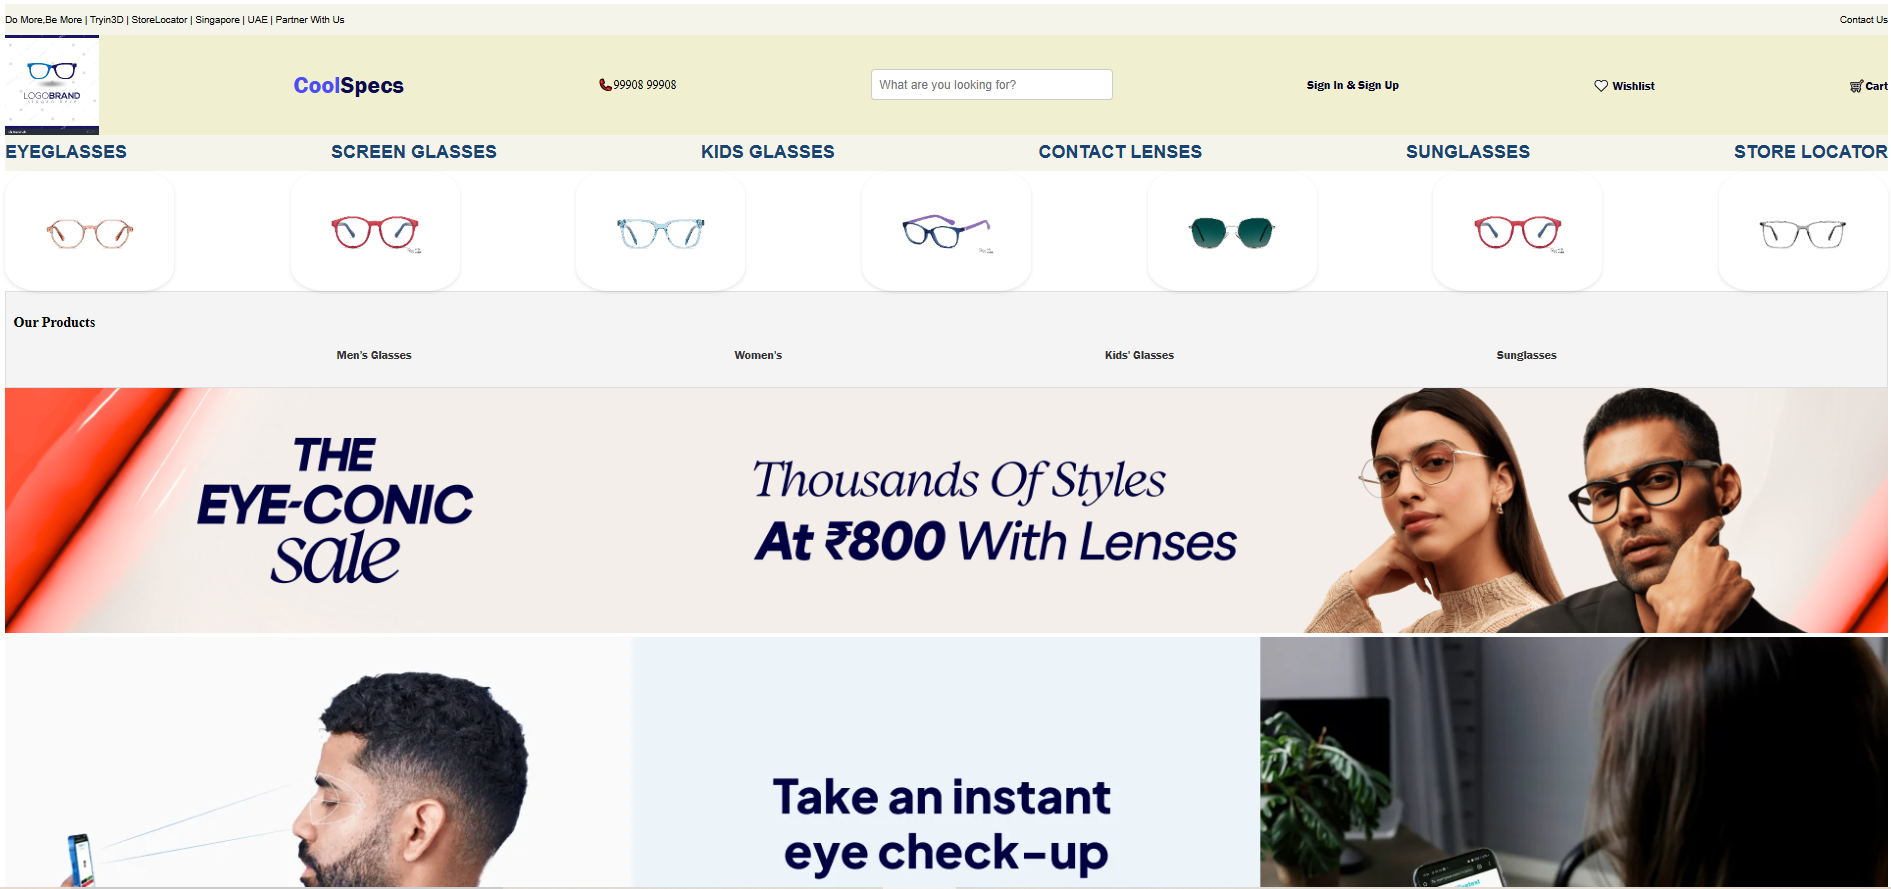 Do More,Be More | Tryin3D | StoreLocator | Singapore | UAE | Partner With Us
Contact Us
LOGOBRAND
CoolSpecs
99908 99908
What are you looking for?
Sign In & Sign Up
Wishlist
Cart
EYEGLASSES
SCREEN GLASSES
KIDS GLASSES
CONTACT LENSES
SUNGLASSES
STORE LOCATOR
Our Products
Men's Glasses
Women's
Kids' Glasses
Sunglasses
THE
EYE-CONIC
sale
Thousands Of Styles
At ₹800 With Lenses
Take an instant
eye check-up